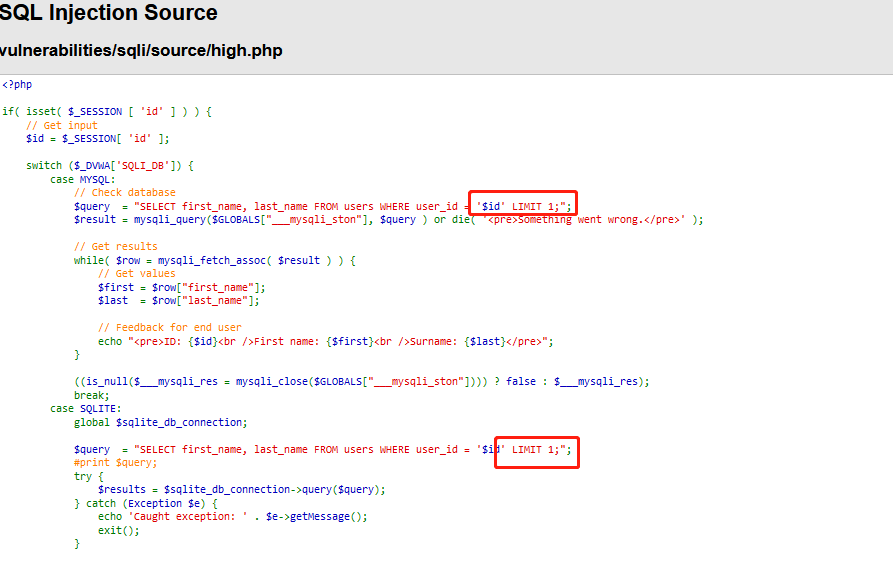 SQL Injection Source
vulnerabilities/sqli/source/high.php
<?php
if( isset( $_SESSION [ 'id' ] ) ) {
// Get input
$id = $_SESSION[ 'id' ];
switch ($_DVWA['SQLI_DB']) {
case MYSQL:
// Check database
$query  = "SELECT first_name, last_name FROM users WHERE user_id = '$id' LIMIT 1;";
$result = mysqli_query($GLOBALS["___mysqli_ston"], $query ) or die( '<pre>Something went wrong.</pre>' );
// Get results
while( $row = mysqli_fetch_assoc( $result ) ) {
// Get values
$first = $row["first_name"];
$last  = $row["last_name"];
// Feedback for end user
echo "<pre>ID: {$id}<br />First name: {$first}<br />Surname: {$last}</pre>";
}
((is_null($___mysqli_res = mysqli_close($GLOBALS["___mysqli_ston"]))) ? false : $___mysqli_res);
break;
case SQLITE:
global $sqlite_db_connection;
$query  = "SELECT first_name, last_name FROM users WHERE user_id = '$id' LIMIT 1;";
#print $query;
try {
$results = $sqlite_db_connection->query($query);
} catch (Exception $e) {
echo 'Caught exception: ' . $e->getMessage();
exit();
}